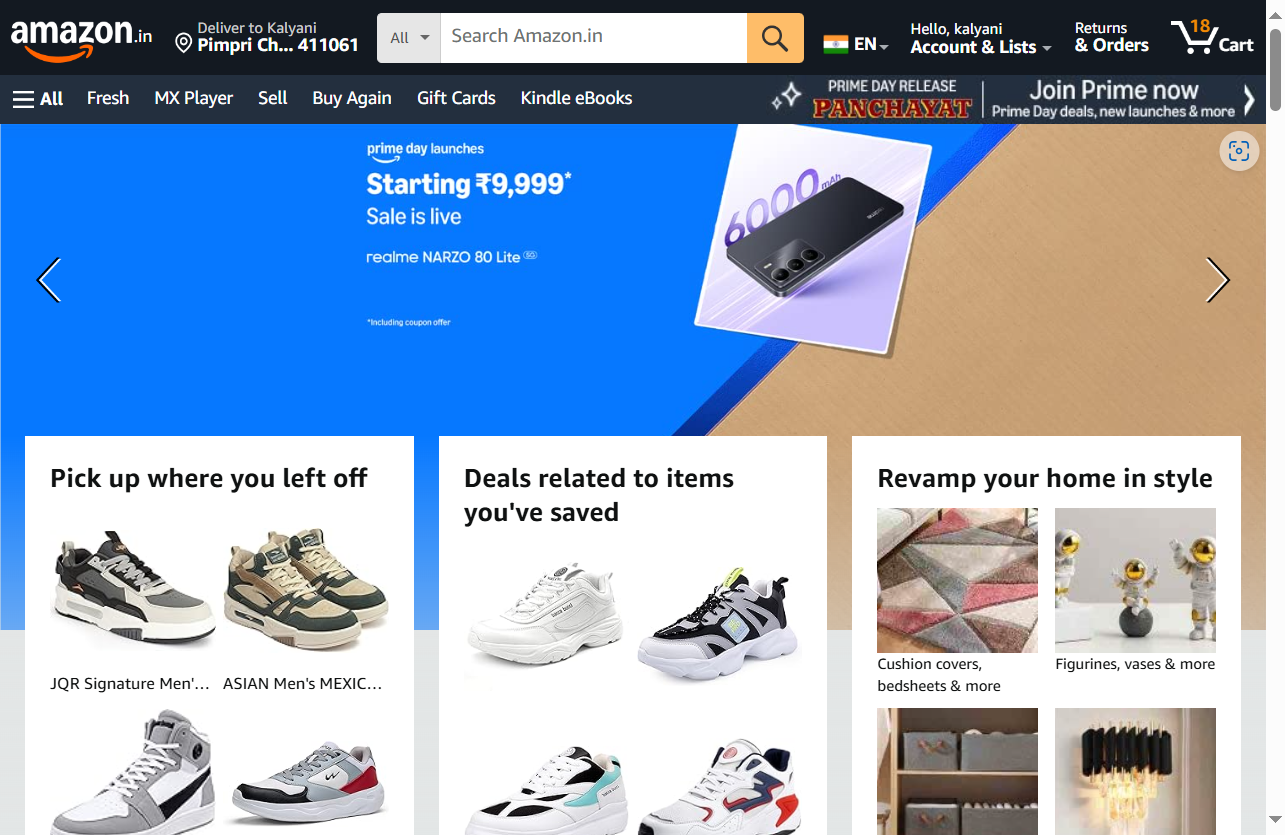 amazon.in
Deliver to Kalyani
Pimpri Ch... 411061
All
Search Amazon.in
EN
Hello, kalyani
Account & Lists
Returns
& Orders
18
Cart
All
Fresh
MX Player
Sell
Buy Again
Gift Cards
Kindle eBooks
PRIME DAY RELEASE
PANCHAYAT
Join Prime now
Prime Day deals, new launches & more
prime day launches
Starting ₹9,999*
Sale is live
realme NARZO 80 Lite 5G
*Including coupon offer
6000 mAh
Pick up where you left off
JQR Signature Men'...
ASIAN Men's MEXIC...
Deals related to items
you've saved
Revamp your home in style
Cushion covers,
bedsheets & more
Figurines, vases & more